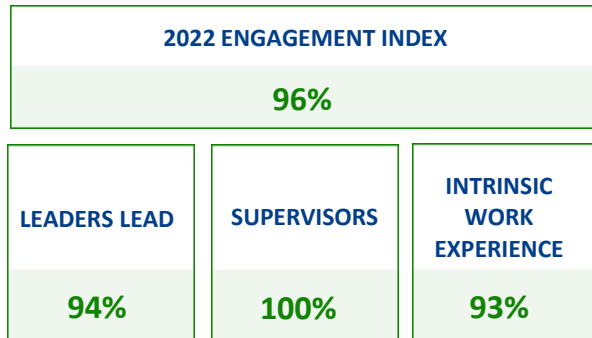 2022 ENGAGEMENT INDEX
96%
LEADERS LEAD
94%
SUPERVISORS
100%
INTRINSIC
WORK
EXPERIENCE
93%